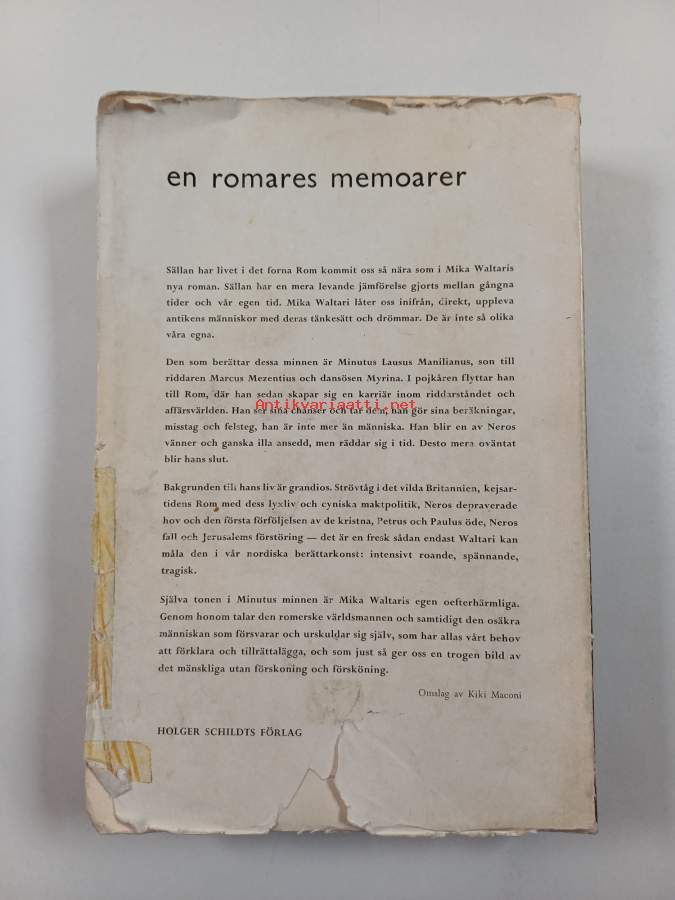 en romares memoarer
Sällan har livet i det forna Rom kommit oss så nära som i Mika Waltaris
nya roman. Sällan har en mera levande jämförelse gjorts mellan gångna
tider och vår egen tid. Mika Waltari låter oss inifrån, direkt, uppleva
antikens människor med deras tänkesätt och drömmar. De är inte så olika
våra egna.
Den som berättar dessa minnen är Minutus Lausus Manilianus, son till
riddaren Marcus Mezentius och dansösen Myrina. I pojkåren flyttar han
till Rom, där han sedan skapar sig en karriär inom riddarståndet och
affärsvärlden. Han ser sina chanser och tar dem, han gör sina beräkningar,
Antikvariaatti.net
misstag och felsteg, han är inte mer än människa. Han blir en av Neros
vänner och ganska illa ansedd, men räddar sig i tid. Desto mera oväntat
blir hans slut.
Bakgrunden till hans liv är grandios. Strövtåg i det vilda Britannien, kejsar-
tidens Rom med dess lyxliv och cyniska maktpolitik, Neros depraverade
hov och den första förföljelsen av de kristna, Petrus och Paulus öde, Neros
fall och Jerusalems förstöring — det är en fresk sådan endast Waltari kan
måla den i vår nordiska berättarkonst: intensivt roande, spännande,
tragisk.
Själva tonen i Minutus minnen är Mika Waltaris egen oefterhärmliga.
Genom honom talar den romerske världsmannen och samtidigt den osäkra
människan som försvarar och urskuldar sig själv, som har allas vårt behov
att förklara och tillrättalägga, och som just så ger oss en trogen bild av
det mänskliga utan förskoning och försköning.
Omslag av Kiki Maconi
HOLGER SCHILDTS FÖRLAG